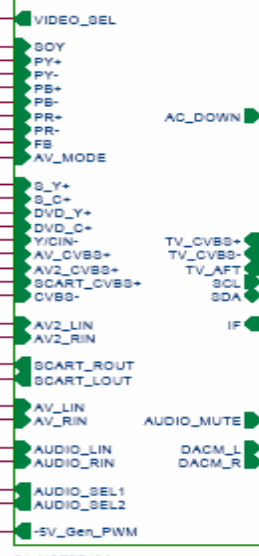 VIDEO_SEL
SOY
PY+
PY-
PB+
PB-
PR+ AC_DOWN
PR-
FB
AV_MODE
S_Y+
S_C+
DVD_Y+
DVD_C+
Y/CIN- TV_CVBS+
AV_CVBS+ TV_CVBS-
AV2_CVBS+ TV_AFT
SCART_CVBS+ SCL
CVBS- SDA
AV2_LIN IF
AV2_RIN
SCART_ROUT
SCART_LOUT
AV_LIN
AV_RIN AUDIO_MUTE
AUDIO_LIN DACM_L
AUDIO_RIN DACM_R
AUDIO_SEL1
AUDIO_SEL2
-5V_Gen_PWM